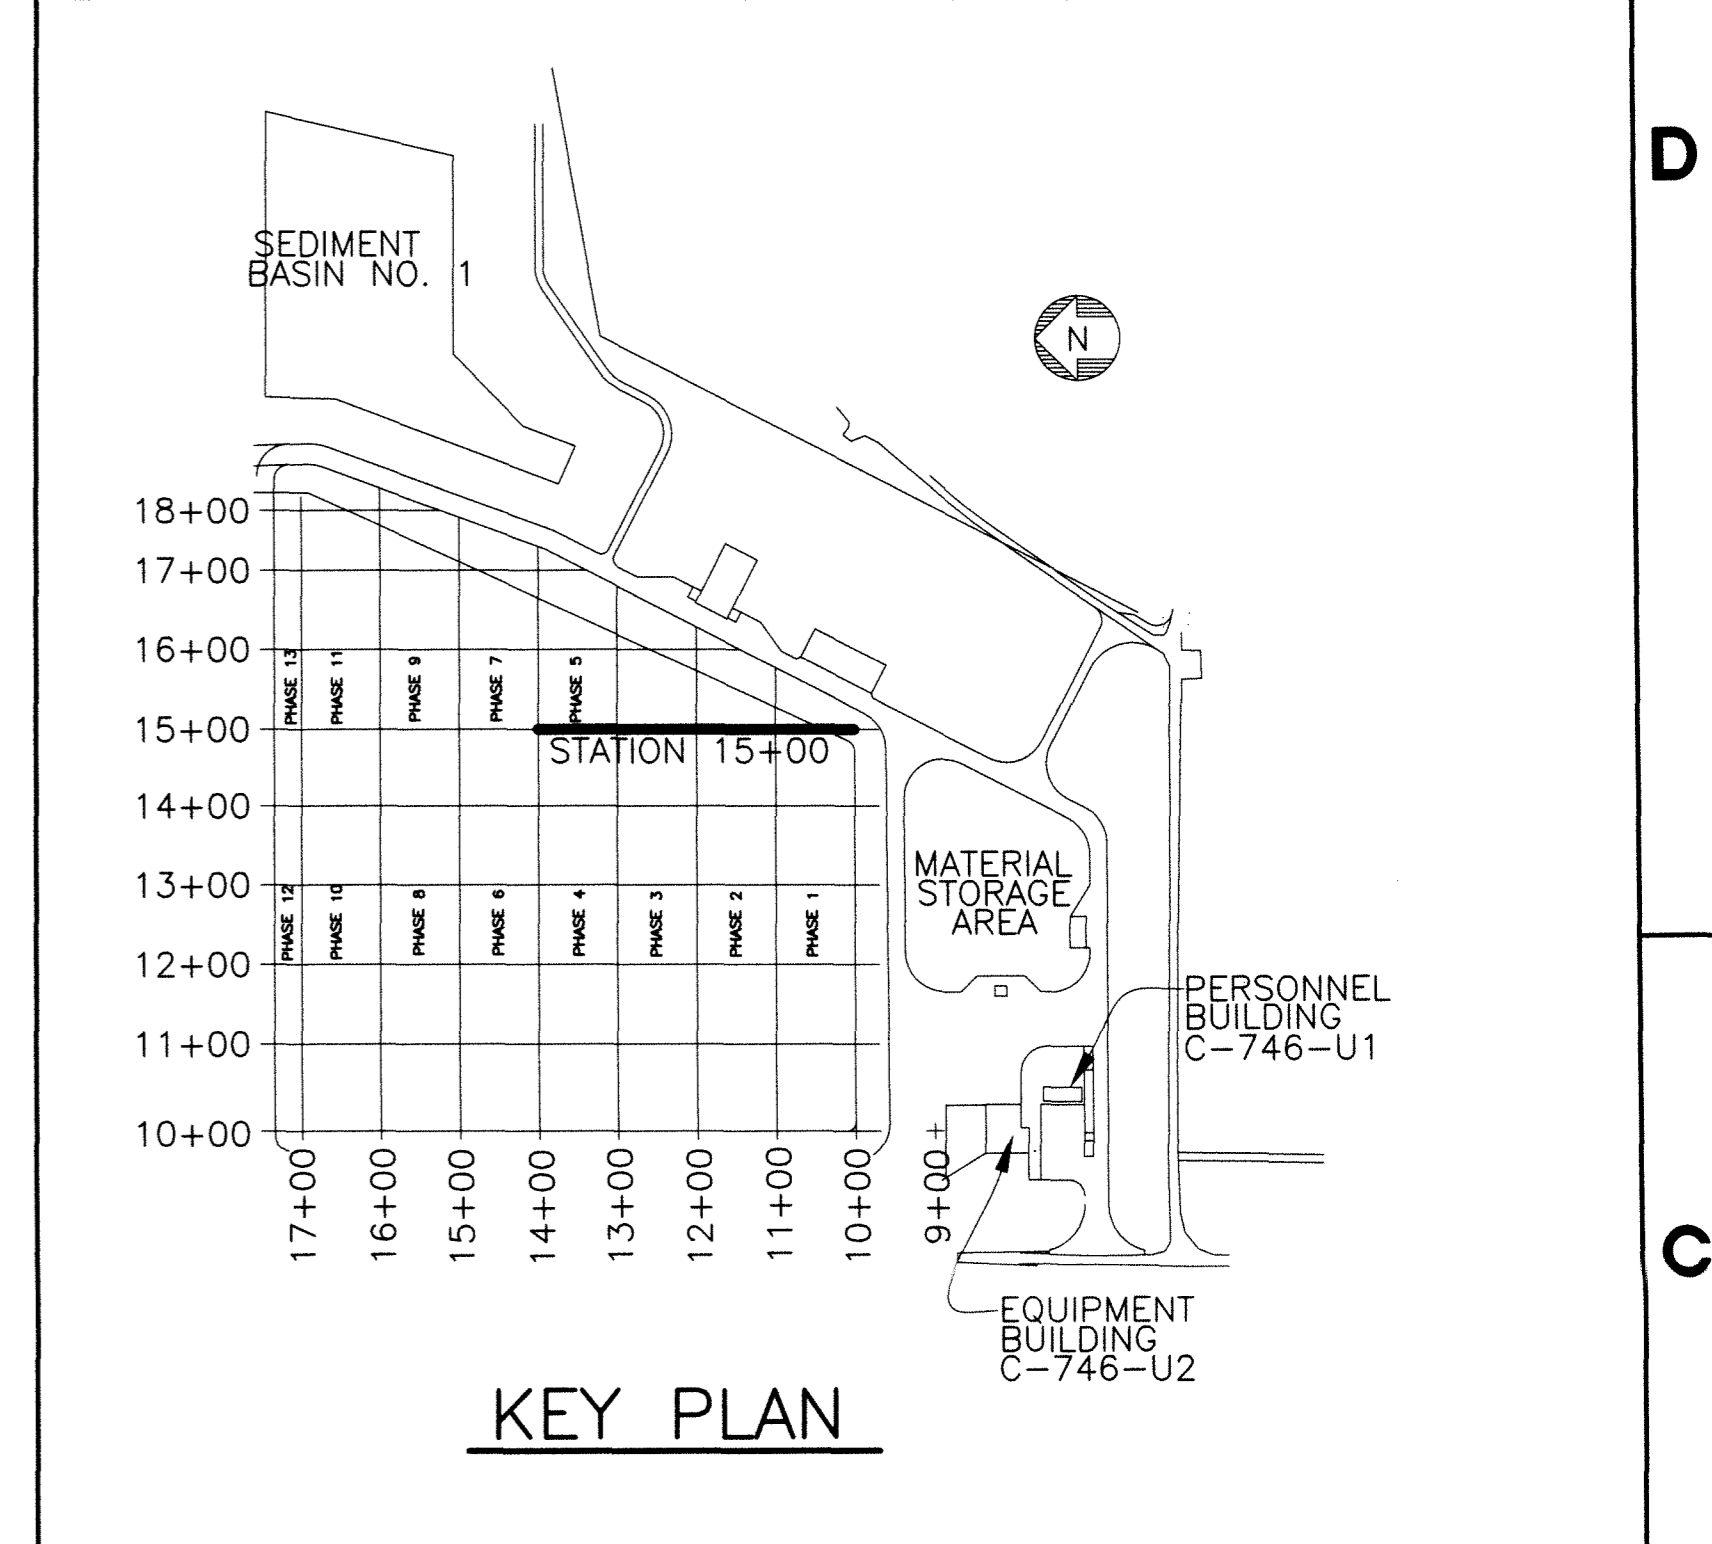 D
SEDIMENT
BASIN NO. 1
N
18+00
17+00
16+00
PHASE 13
PHASE 11
PHASE 9
PHASE 7
PHASE 5
15+00
STATION 15+00
14+00
MATERIAL
STORAGE
AREA
13+00
PHASE 12
PHASE 10
PHASE 8
PHASE 6
PHASE 4
PHASE 3
PHASE 2
PHASE 1
12+00
PERSONNEL
BUILDING
C-746-U1
11+00
10+00
17+00
16+00
15+00
14+00
13+00
12+00
11+00
10+00
9+00
C
EQUIPMENT
BUILDING
C-746-U2
KEY PLAN